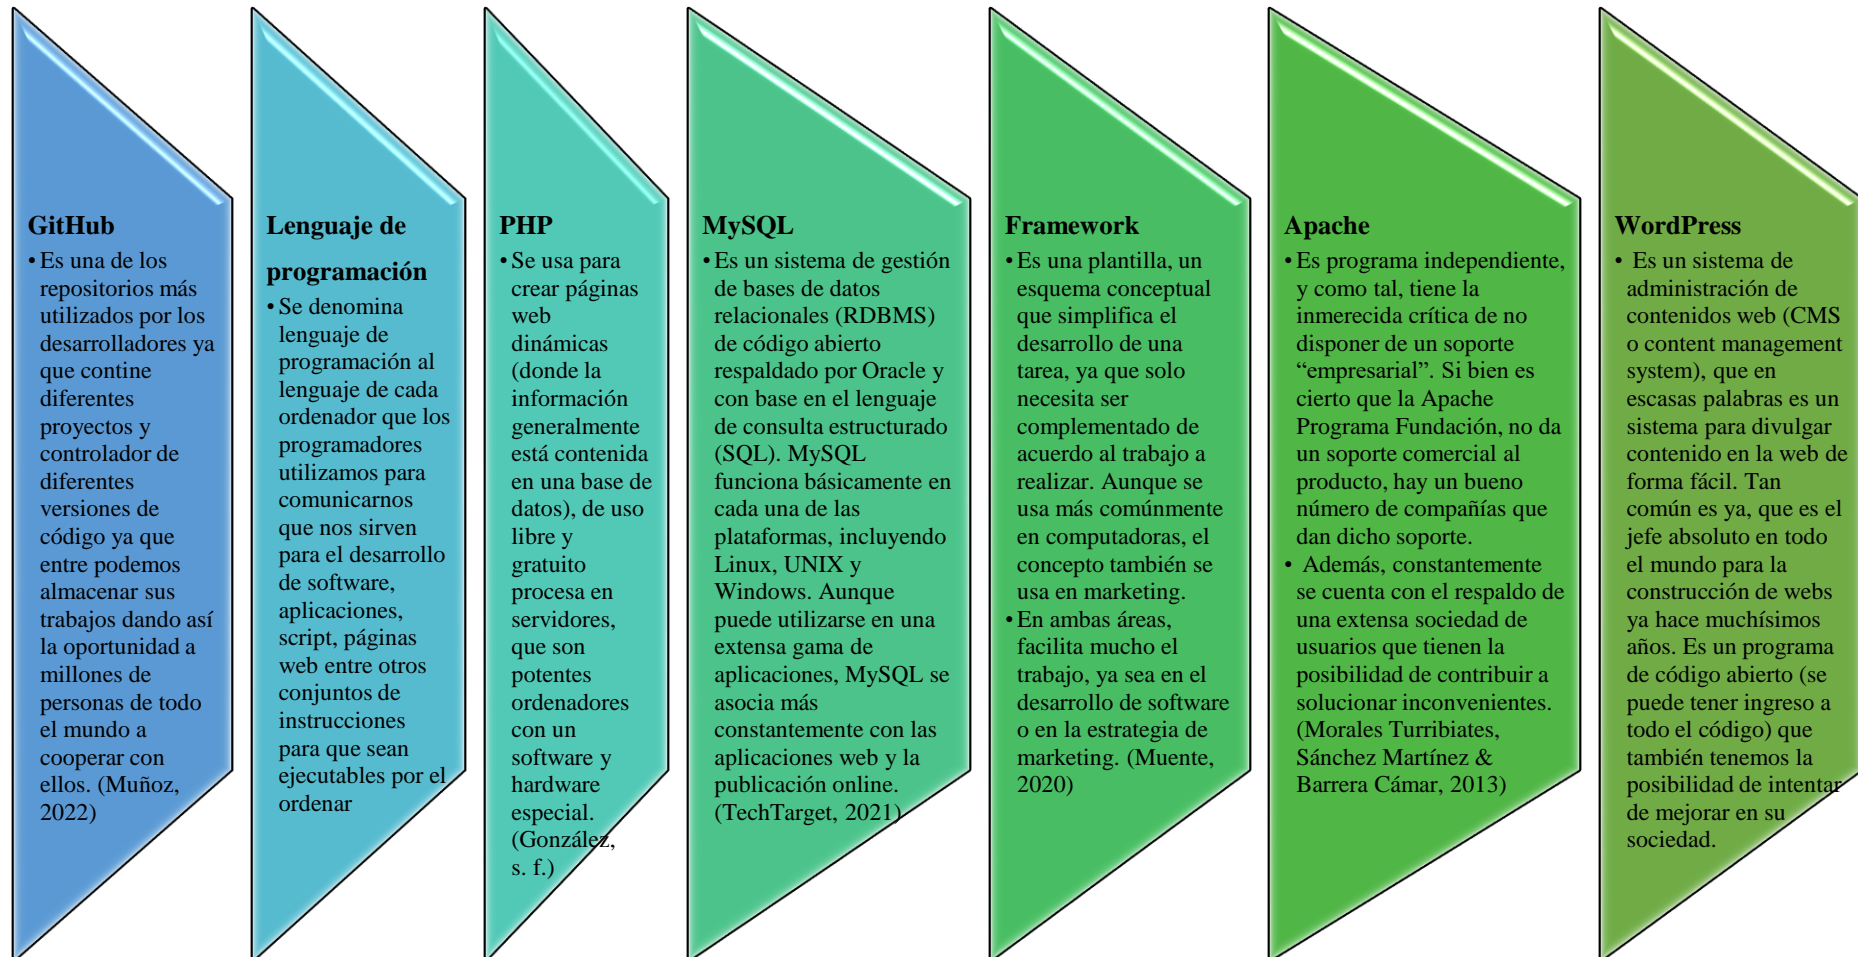 GitHub
• Es una de los
repositorios más
utilizados por los
desarrolladores ya
que contine
diferentes
proyectos y
controlador de
diferentes
versiones de
código ya que
entre podemos
almacenar sus
trabajos dando así
la oportunidad a
millones de
personas de todo
el mundo a
cooperar con
ellos. (Muñoz,
2022)
Lenguaje de
programación
• Se denomina
lenguaje de
programación al
lenguaje de cada
ordenador que los
programadores
utilizamos para
comunicarnos
que nos sirven
para el desarrollo
de software,
aplicaciones,
script, páginas
web entre otros
conjuntos de
instrucciones
para que sean
ejecutables por el
ordenar
PHP
• Se usa para
crear páginas
web
dinámicas
(donde la
información
generalmente
está contenida
en una base de
datos), de uso
libre y
gratuito
procesa en
servidores,
que son
potentes
ordenadores
con un
software y
hardware
especial.
(González,
s. f.)
MySQL
• Es un sistema de gestión
de bases de datos
relacionales (RDBMS)
de código abierto
respaldado por Oracle y
con base en el lenguaje
de consulta estructurado
(SQL). MySQL
funciona básicamente en
cada una de las
plataformas, incluyendo
Linux, UNIX y
Windows. Aunque
puede utilizarse en una
extensa gama de
aplicaciones, MySQL se
asocia más
constantemente con las
aplicaciones web y la
publicación online.
(TechTarget, 2021)
Framework
• Es una plantilla, un
esquema conceptual
que simplifica el
desarrollo de una
tarea, ya que solo
necesita ser
complementado de
acuerdo al trabajo a
realizar. Aunque se
usa más comúnmente
en computadoras, el
concepto también se
usa en marketing.
• En ambas áreas,
facilita mucho el
trabajo, ya sea en el
desarrollo de software
o en la estrategia de
marketing. (Muente,
2020)
Apache
• Es programa independiente,
y como tal, tiene la
inmerecida crítica de no
disponer de un soporte
“empresarial”. Si bien es
cierto que la Apache
Programa Fundación, no da
un soporte comercial al
producto, hay un bueno
número de compañías que
dan dicho soporte.
• Además, constantemente
se cuenta con el respaldo de
una extensa sociedad de
usuarios que tienen la
posibilidad de contribuir a
solucionar inconvenientes.
(Morales Turribiates,
Sánchez Martínez &
Barrera Cámar, 2013)
WordPress
• Es un sistema de
administración de
contenidos web (CMS
o content management
system), que en
escasas palabras es un
sistema para divulgar
contenido en la web de
forma fácil. Tan
común es ya, que es el
jefe absoluto en todo
el mundo para la
construcción de webs
ya hace muchísimos
años. Es un programa
de código abierto (se
puede tener ingreso a
todo el código) que
también tenemos la
posibilidad de intentar
de mejorar en su
sociedad.